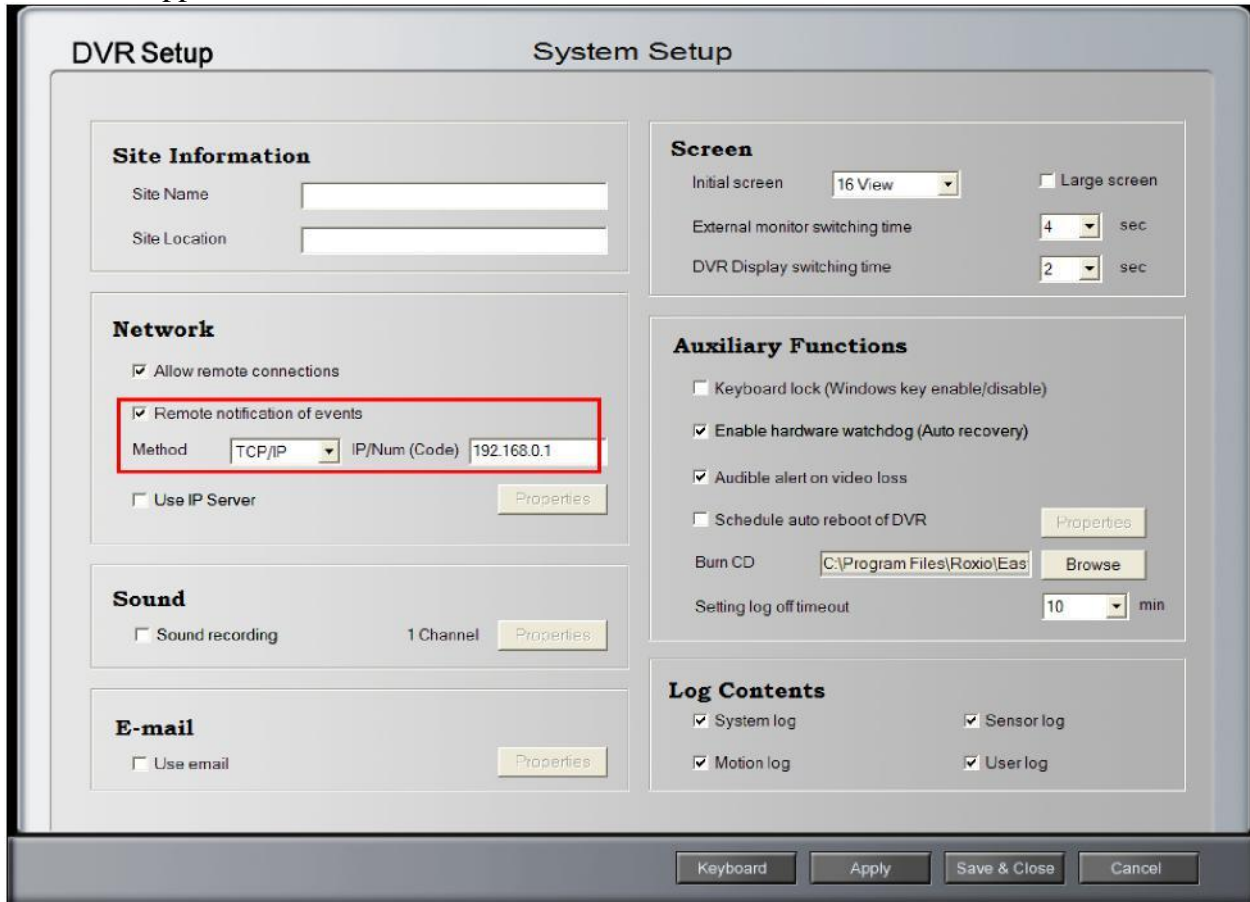 DVR Setup
System Setup
Site Information
Site Name
Site Location
Network
Allow remote connections
Remote notification of events
Method TCP/IP IP/Num (Code) 192.168.0.1
Use IP Server Properties
Sound
Sound recording 1 Channel Properties
E-mail
Use email Properties
Screen
Initial screen 16 View Large screen
External monitor switching time 4 sec
DVR Display switching time 2 sec
Auxiliary Functions
Keyboard lock (Windows key enable/disable)
Enable hardware watchdog (Auto recovery)
Audible alert on video loss
Schedule auto reboot of DVR Properties
Burn CD C:\Program Files\Roxio\Eas Browse
Setting log off timeout 10 min
Log Contents
System log Sensor log
Motion log User log
Keyboard Apply Save & Close Cancel